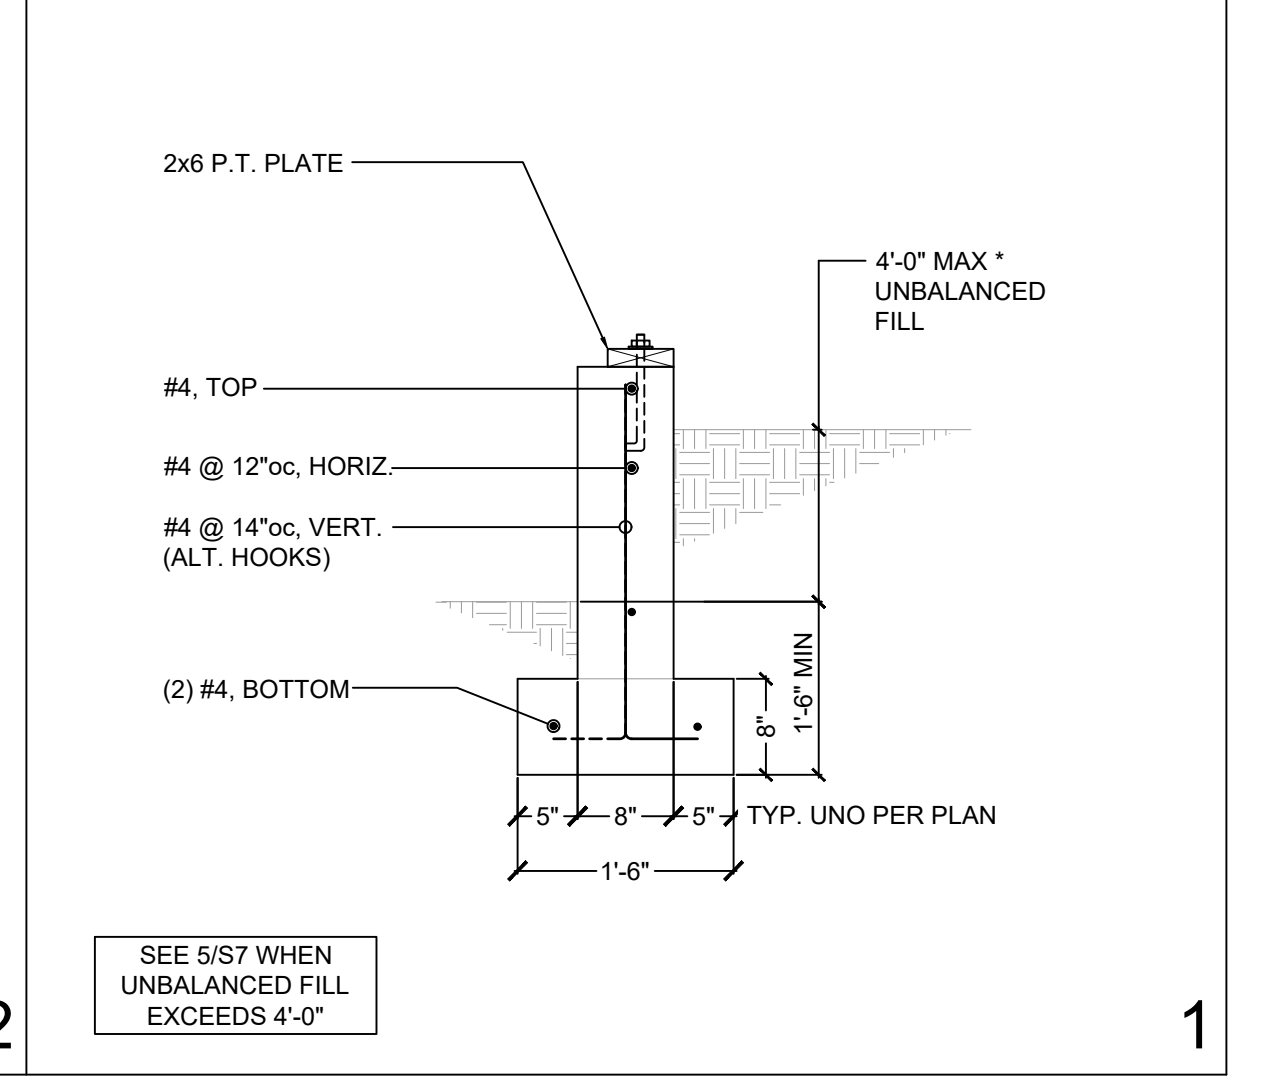 2x6 P.T. PLATE
4'-0" MAX *
UNBALANCED
FILL
#4, TOP
#4 @ 12"oc, HORIZ.
#4 @ 14"oc, VERT.
(ALT. HOOKS)
(2) #4, BOTTOM
1'-6" MIN
8"
5"
8"
5"
TYP. UNO PER PLAN
1'-6"
SEE 5/S7 WHEN
UNBALANCED FILL
EXCEEDS 4'-0"
2
1